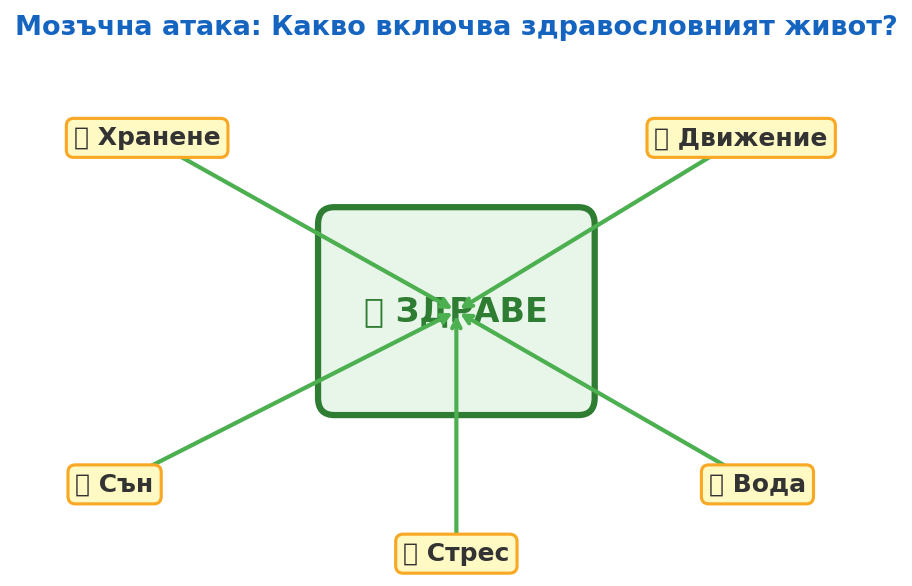 Мозъчна атака: Какво включва здравословният живот?
Хранене
Движение
ЗДРАВЕ
Сън
Вода
Стрес